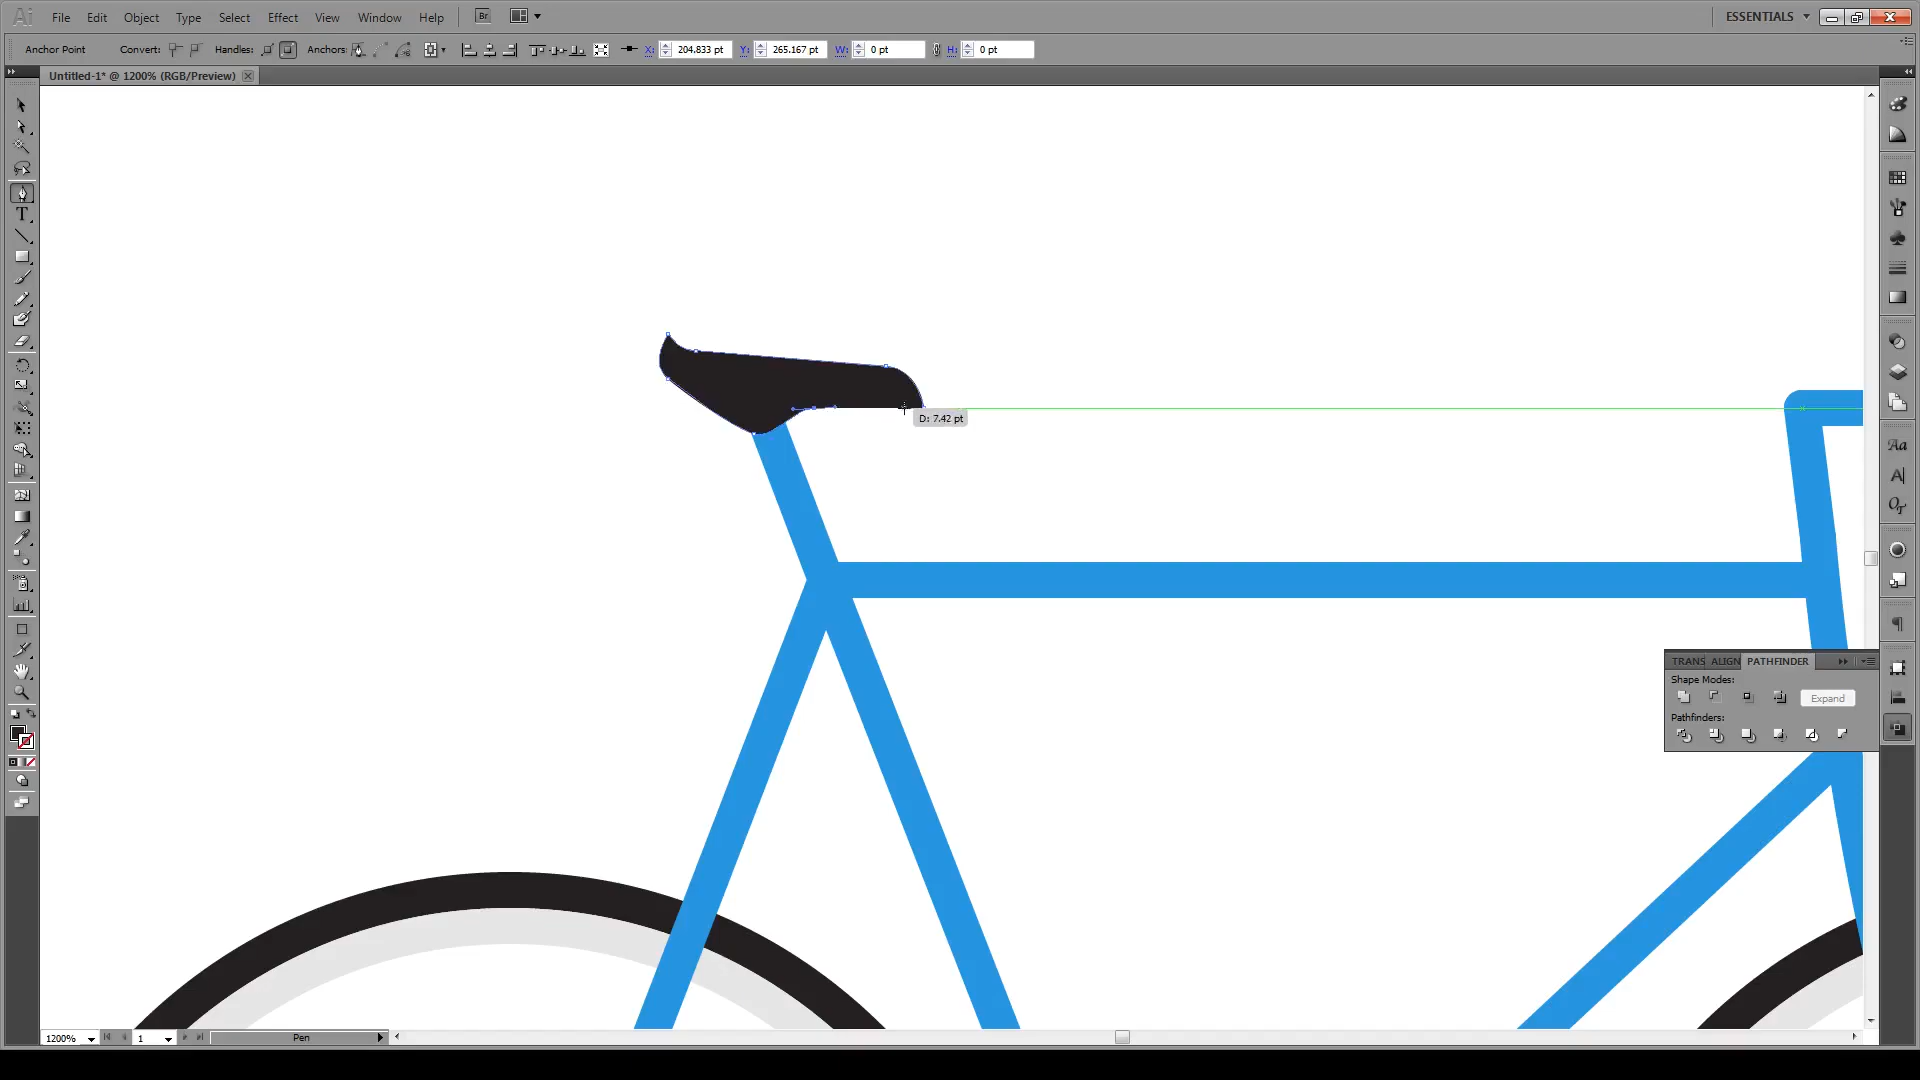 Ai File Edit Object Type Select Effect View Window Help Br ESSENTIALS
Anchor Point Convert: Handles: Anchors: X: 204.833 pt Y: 265.167 pt W: 0 pt H: 0 pt
Untitled-1* @ 1200% (RGB/Preview)
D: 7.42 pt
TRANS ALIGN PATHFINDER
Shape Modes:
Expand
Pathfinders:
1200% 1 Pen